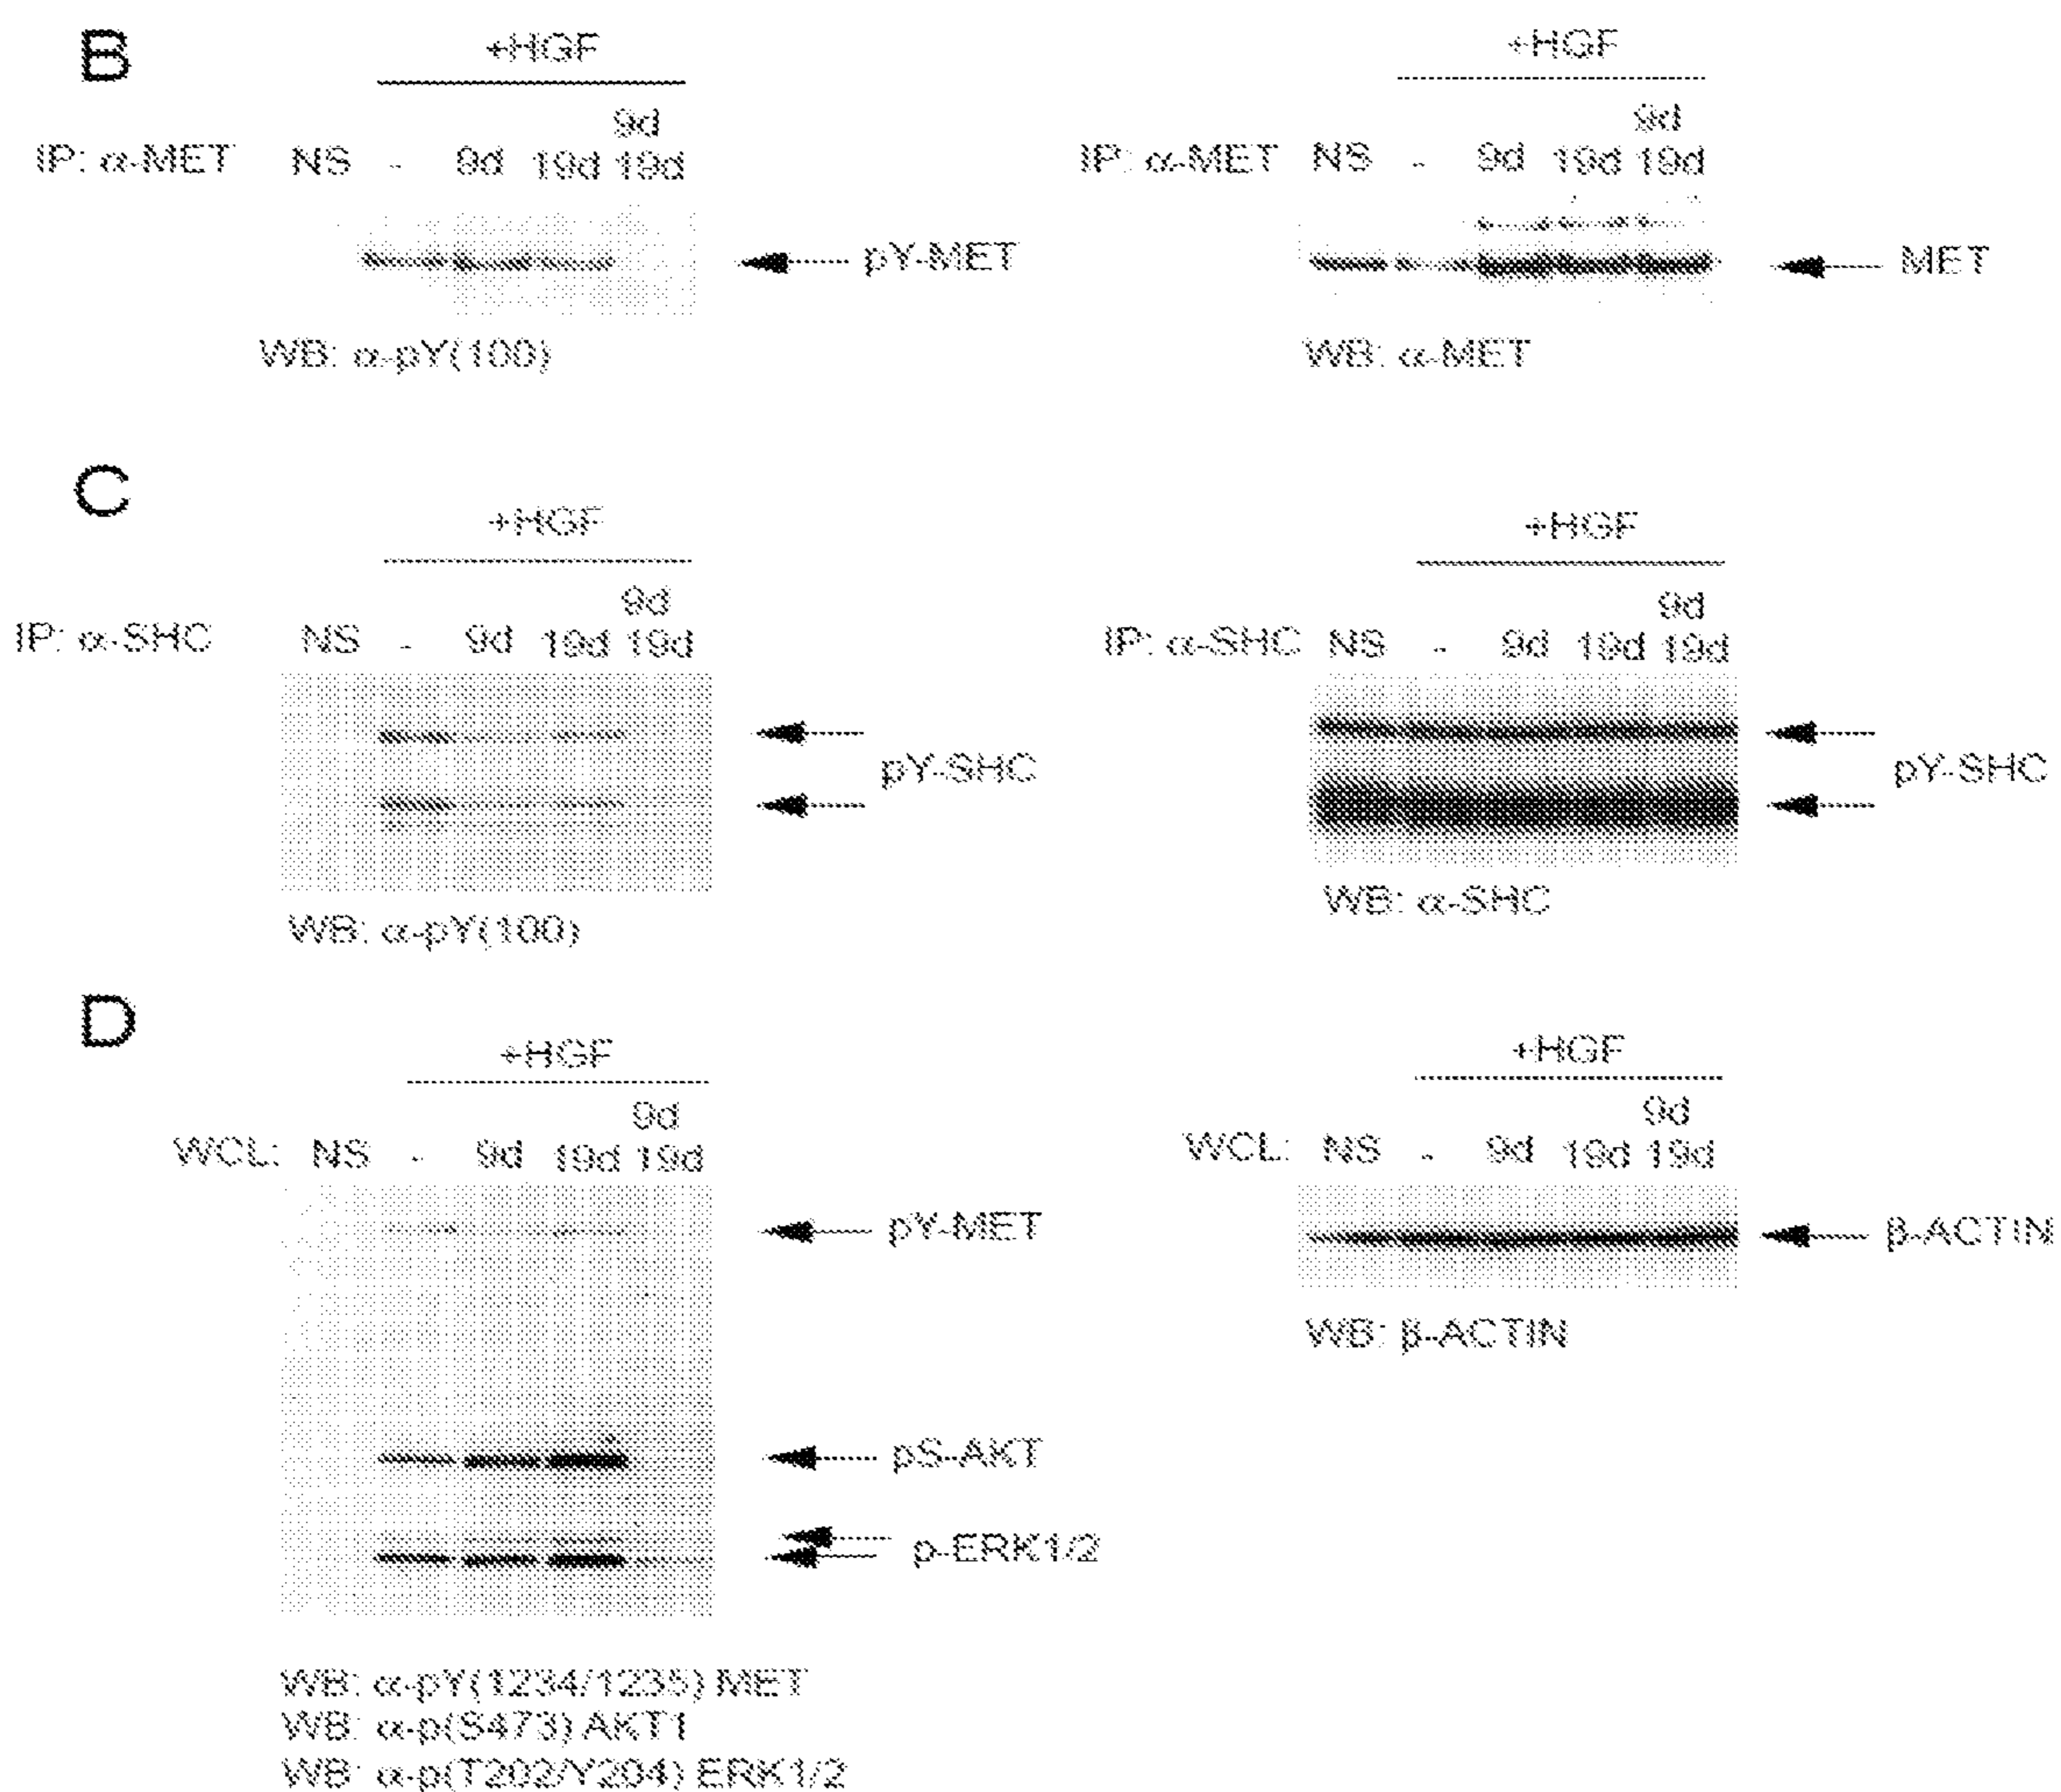 B
+HGF
9d
IP: α-MET NS - 9d 19d 19d
pY-MET
WB: α-pY(100)
+HGF
9d
IP: α-MET NS - 9d 19d 19d
MET
WB: α-MET
C
+HGF
9d
IP: α-SHC NS - 9d 19d 19d
pY-SHC
WB: α-pY(100)
+HGF
9d
IP: α-SHC NS - 9d 19d 19d
pY-SHC
WB: α-SHC
D
+HGF
9d
WCL: NS - 9d 19d 19d
pY-MET
pS-AKT
p-ERK1/2
WB: α-pY(1234/1235) MET
WB: α-p(S473) AKT1
WB: α-p(T202/Y204) ERK1/2
+HGF
9d
WCL: NS - 9d 19d 19d
β-ACTIN
WB: β-ACTIN